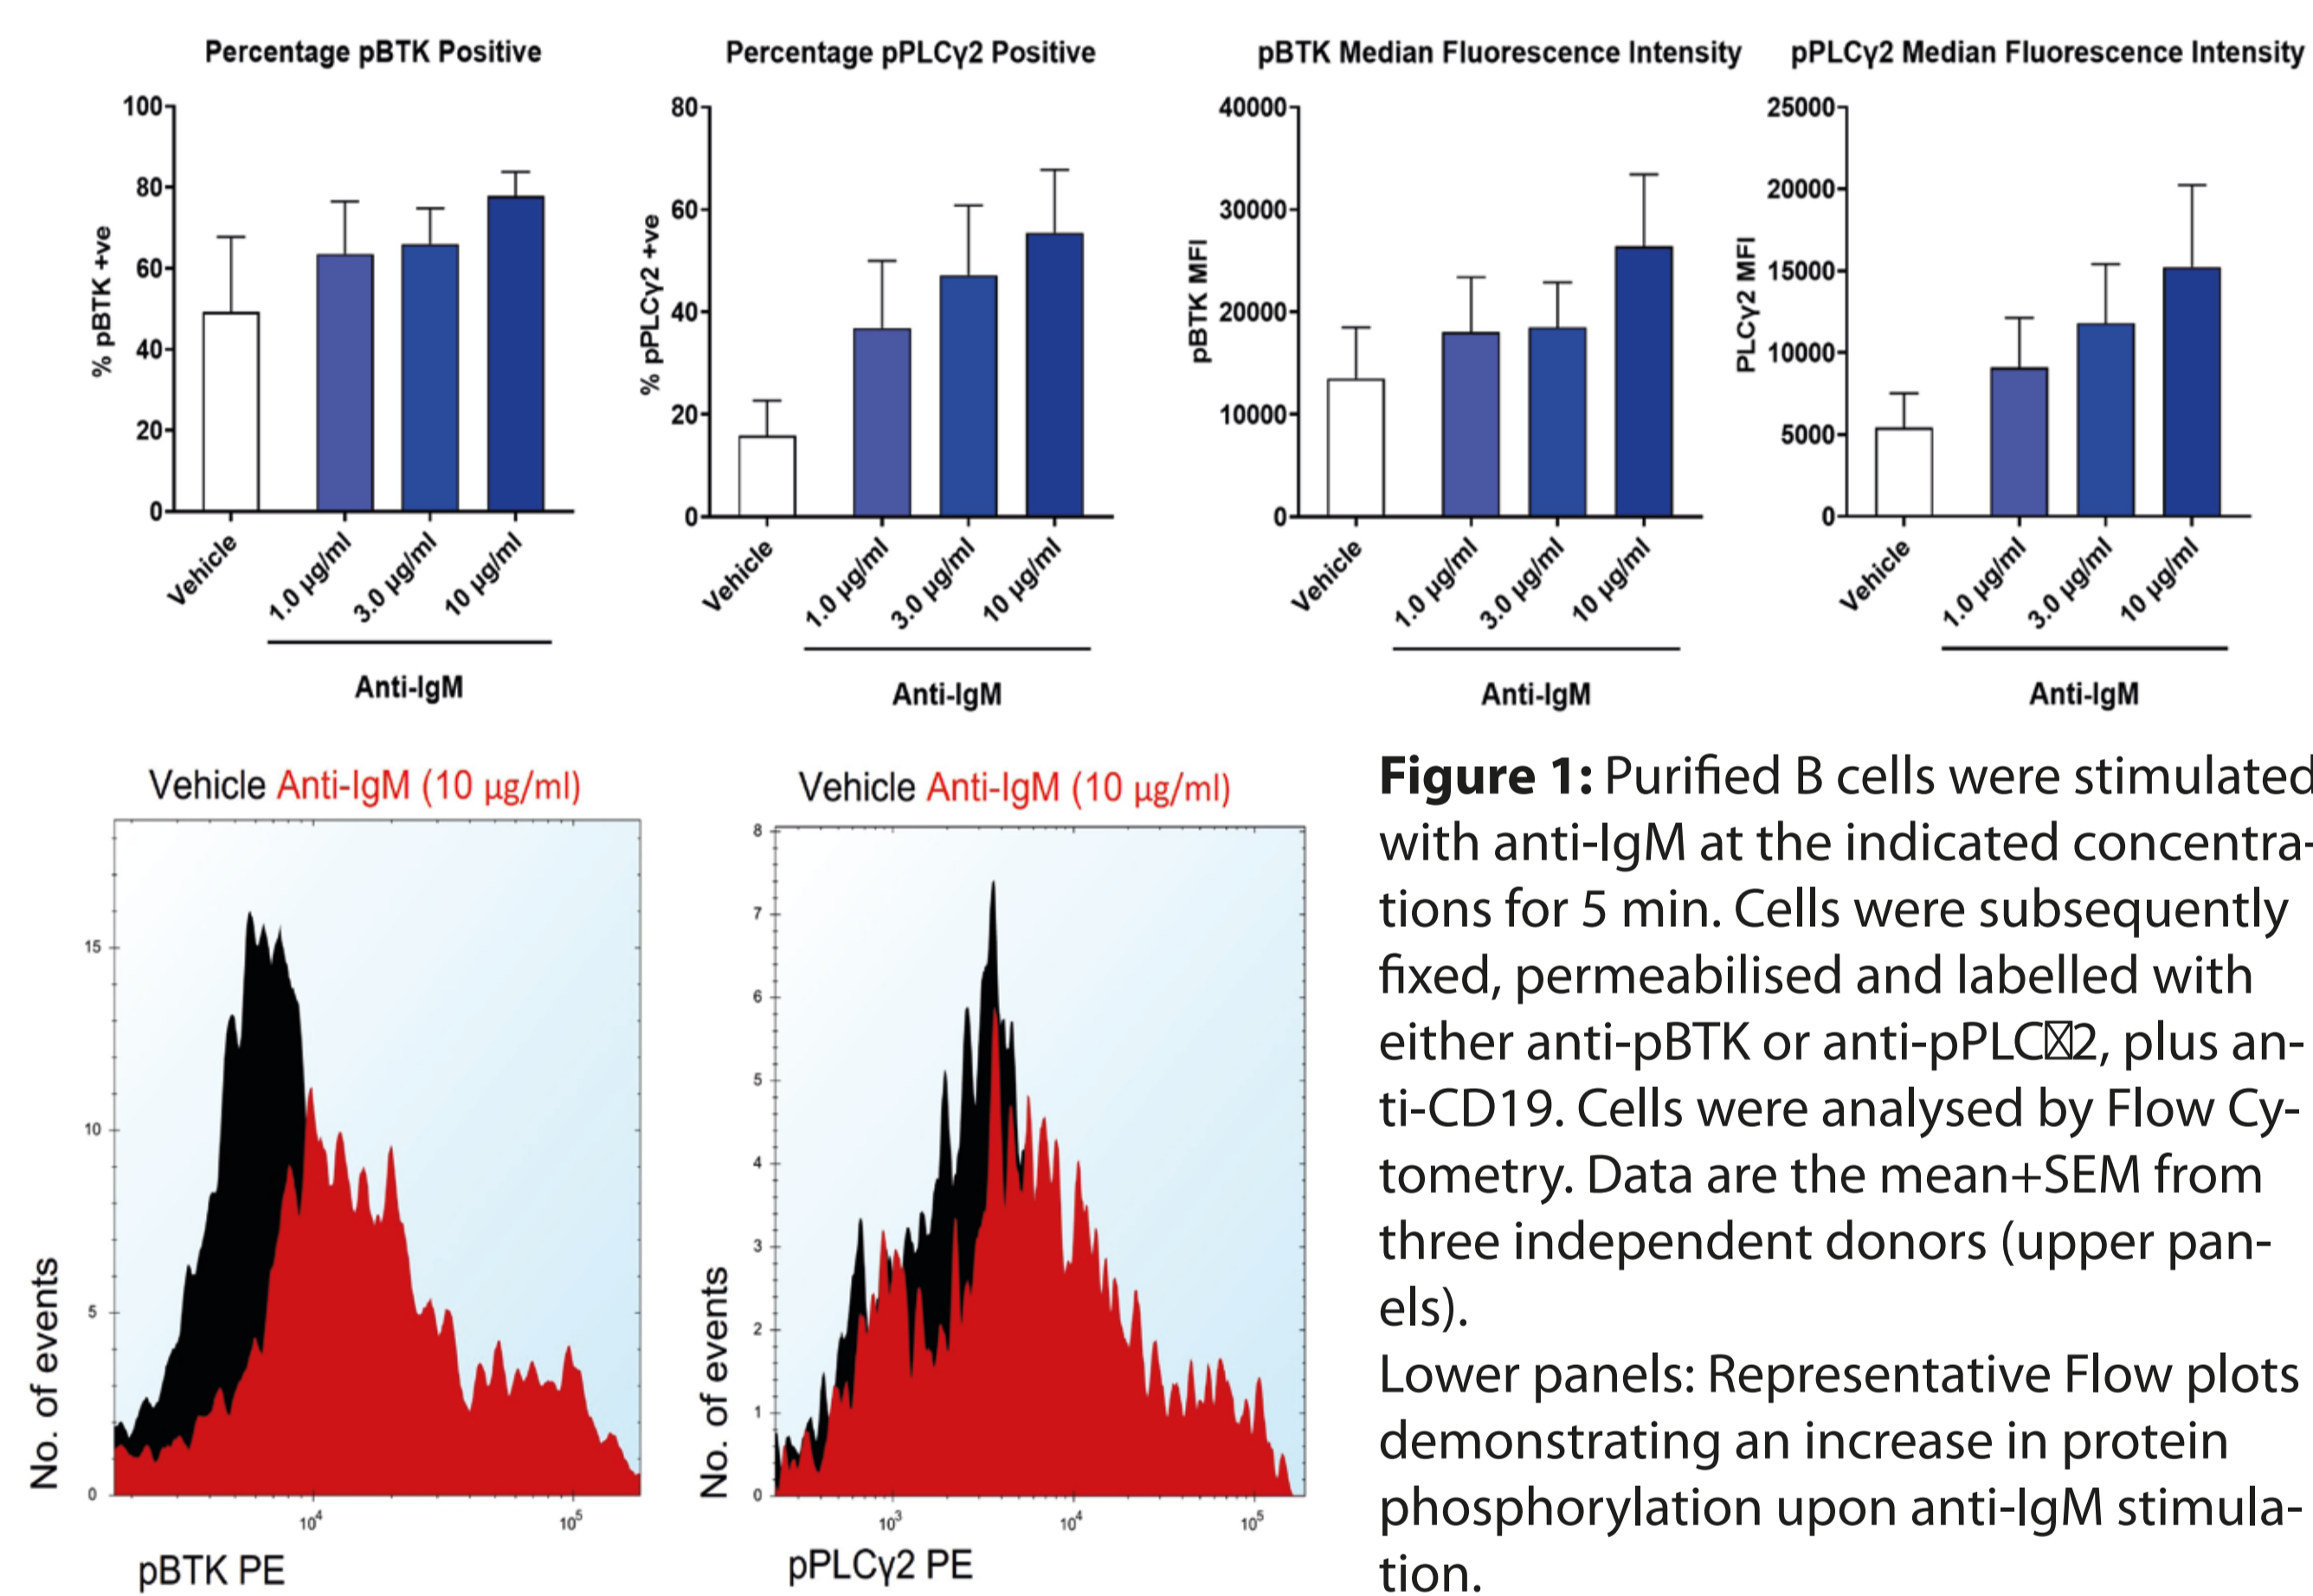 Percentage pBTK Positive
% pBTK +ve
100
80
60
40
20
0
Vehicle
1.0 µg/ml
3.0 µg/ml
10 µg/ml
Anti-IgM
Percentage pPLCγ2 Positive
% pPLCγ2 +ve
80
60
40
20
0
Vehicle
1.0 µg/ml
3.0 µg/ml
10 µg/ml
Anti-IgM
pBTK Median Fluorescence Intensity
pBTK MFI
40000
30000
20000
10000
0
Vehicle
1.0 µg/ml
3.0 µg/ml
10 µg/ml
Anti-IgM
pPLCγ2 Median Fluorescence Intensity
PLCγ2 MFI
25000
20000
15000
10000
5000
0
Vehicle
1.0 µg/ml
3.0 µg/ml
10 µg/ml
Anti-IgM
Vehicle Anti-IgM (10 µg/ml)
No. of events
15
10
5
0
10⁴
10⁵
pBTK PE
Vehicle Anti-IgM (10 µg/ml)
No. of events
8
7
6
5
4
3
2
1
0
10³
10⁴
10⁵
pPLCγ2 PE
Figure 1: Purified B cells were stimulated
with anti-IgM at the indicated concentra-
tions for 5 min. Cells were subsequently
fixed, permeabilised and labelled with
either anti-pBTK or anti-pPLC☒2, plus an-
ti-CD19. Cells were analysed by Flow Cy-
tometry. Data are the mean+SEM from
three independent donors (upper pan-
els).
Lower panels: Representative Flow plots
demonstrating an increase in protein
phosphorylation upon anti-IgM stimula-
tion.